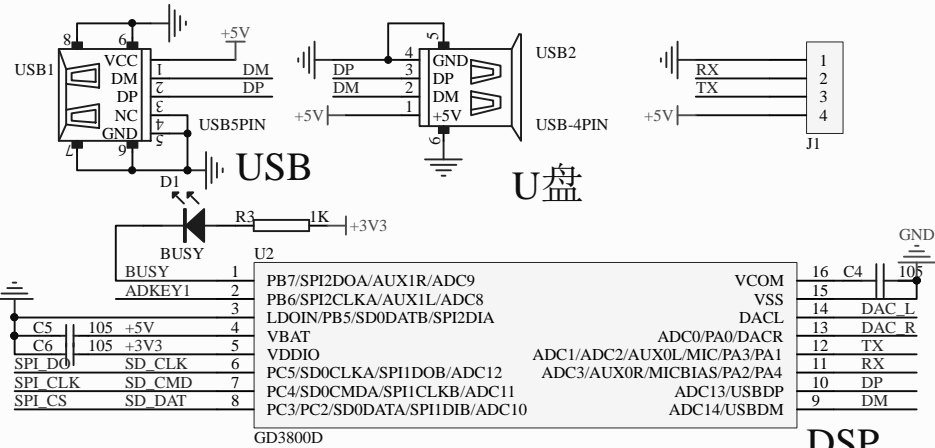 8
6
+5V
USB1
VCC
DM
DP
NC
GND
1
2
3
4
5
DM
DP
USB5PIN
7
9
USB
5
USB2
4
3
2
1
GND
DP
DM
+5V
DP
DM
+5V
USB-4PIN
6
U盘
RX
TX
+5V
1
2
3
4
J1
D1
R3
1K
+3V3
BUSY
U2
GND
BUSY 1 PB7/SPI2DOA/AUX1R/ADC9 VCOM 16 C4 105
ADKEY1 2 PB6/SPI2CLKA/AUX1L/ADC8 VSS 15
3 LDOIN/PB5/SD0DATB/SPI2DIA DACL 14 DAC_L
C5 105 +5V 4 VBAT ADC0/PA0/DACR 13 DAC_R
C6 105 +3V3 5 VDDIO ADC1/ADC2/AUX0L/MIC/PA3/PA1 12 TX
SPI_DO SD_CLK 6 PC5/SD0CLKA/SPI1DOB/ADC12 ADC3/AUX0R/MICBIAS/PA2/PA4 11 RX
SPI_CLK SD_CMD 7 PC4/SD0CMDA/SPI1CLKB/ADC11 ADC13/USBDP 10 DP
SPI_CS SD_DAT 8 PC3/PC2/SD0DATA/SPI1DIB/ADC10 ADC14/USBDM 9 DM
GD3800D
DSP